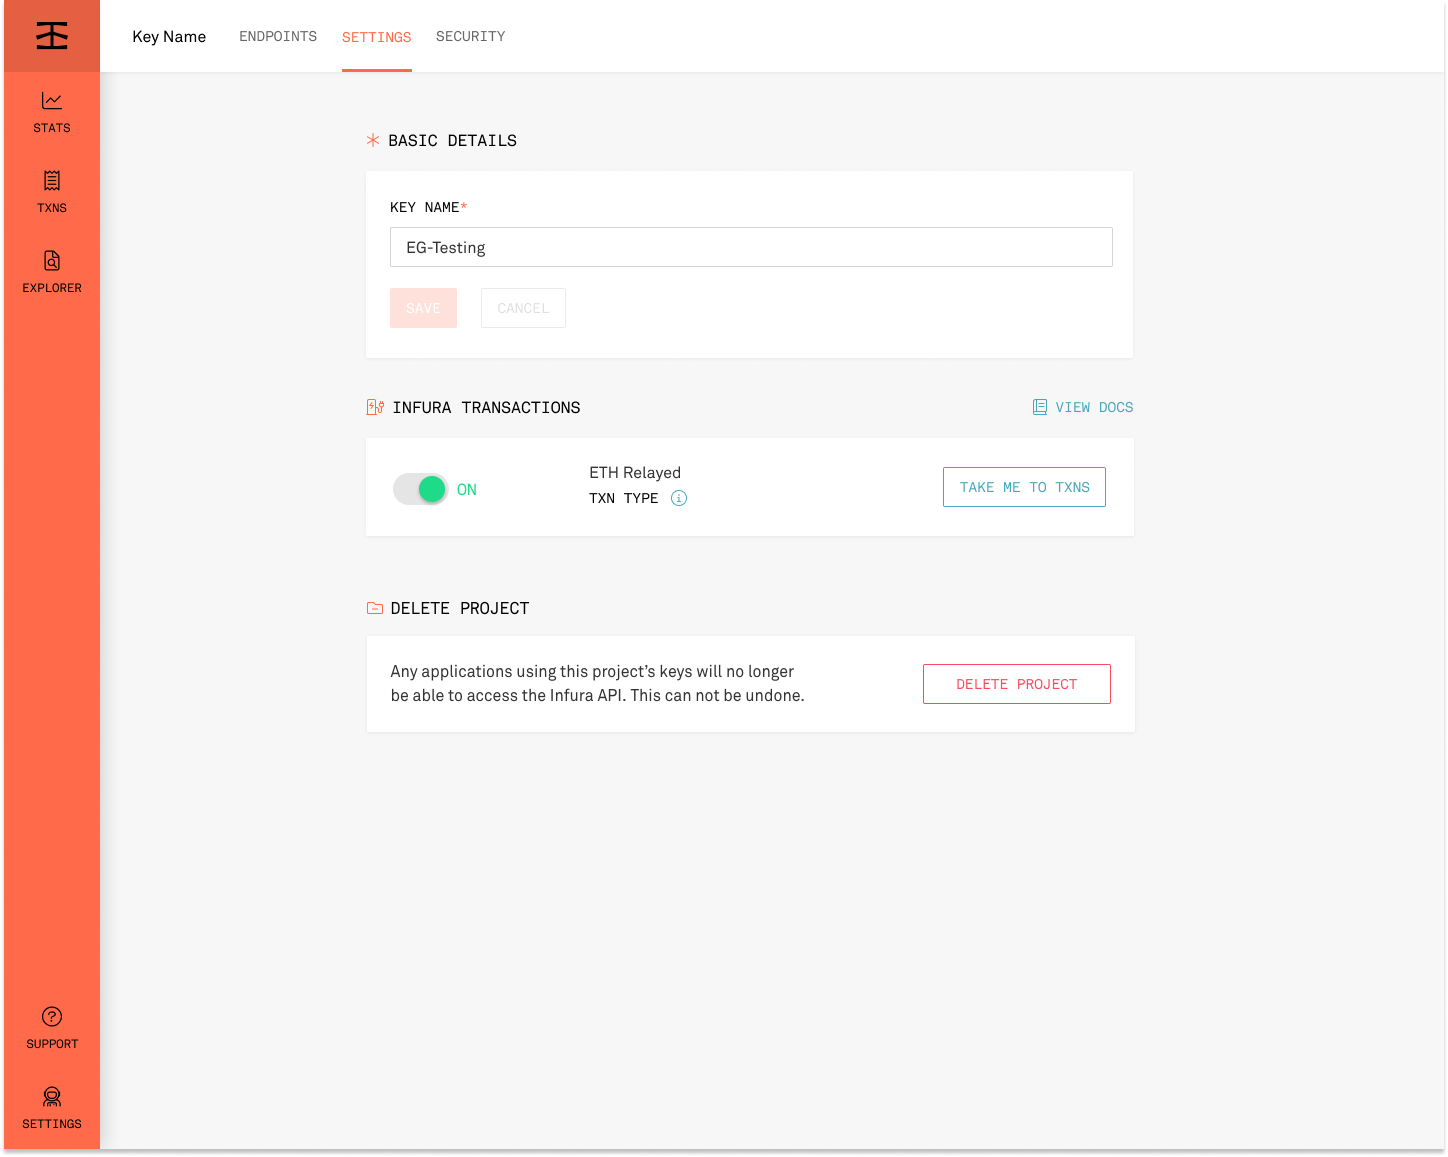 Key Name
ENDPOINTS
SETTINGS
SECURITY
STATS
TXNS
EXPLORER
SUPPORT
SETTINGS
BASIC DETAILS
KEY NAME*
EG-Testing
SAVE
CANCEL
INFURA TRANSACTIONS
VIEW DOCS
ON
ETH Relayed
TXN TYPE
TAKE ME TO TXNS
DELETE PROJECT
Any applications using this project’s keys will no longer
be able to access the Infura API. This can not be undone.
DELETE PROJECT